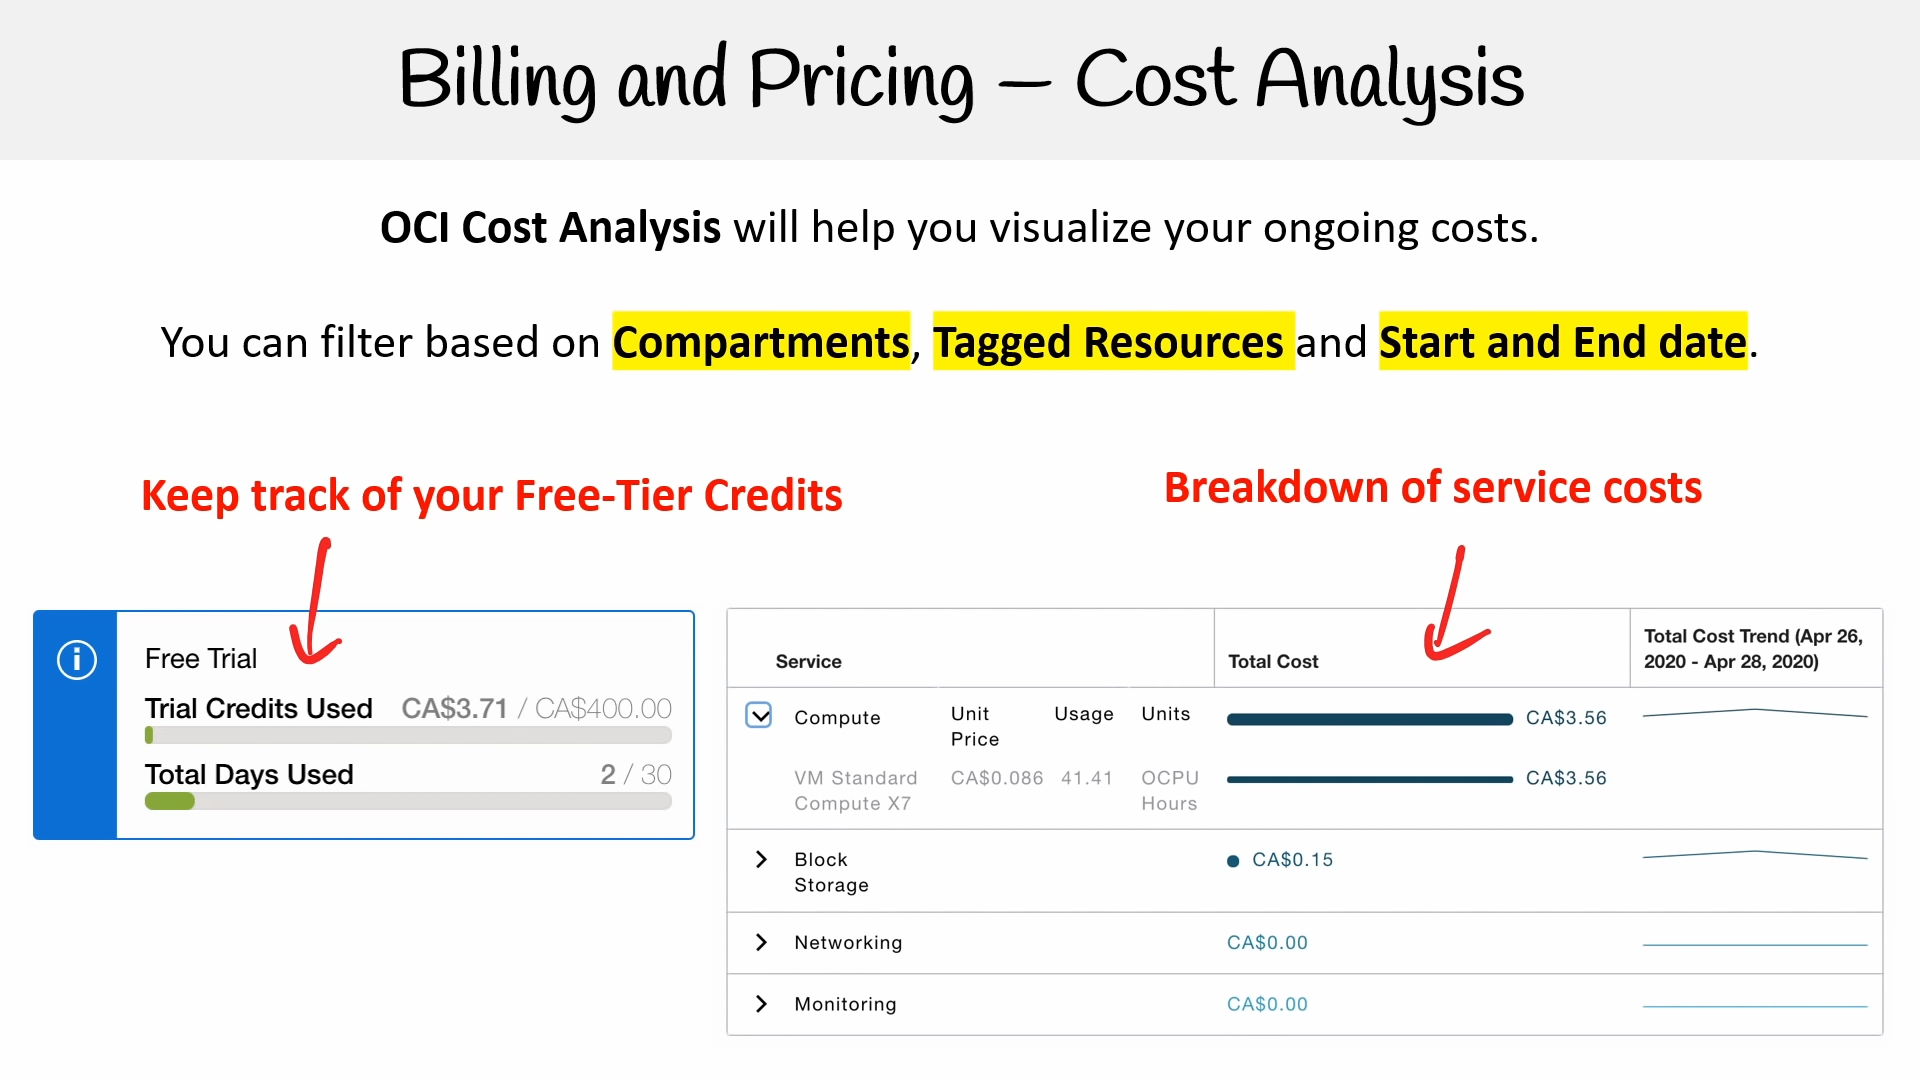 Billing and Pricing – Cost Analysis
OCI Cost Analysis will help you visualize your ongoing costs.
You can filter based on Compartments, Tagged Resources and Start and End date.
Keep track of your Free-Tier Credits
Breakdown of service costs
Free Trial
Trial Credits Used CA$3.71 / CA$400.00
Total Days Used 2 / 30
Service Total Cost Total Cost Trend (Apr 26,
2020 - Apr 28, 2020)
Compute Unit Usage Units CA$3.56
Price
VM Standard CA$0.086 41.41 OCPU CA$3.56
Compute X7 Hours
Block CA$0.15
Storage
Networking CA$0.00
Monitoring CA$0.00